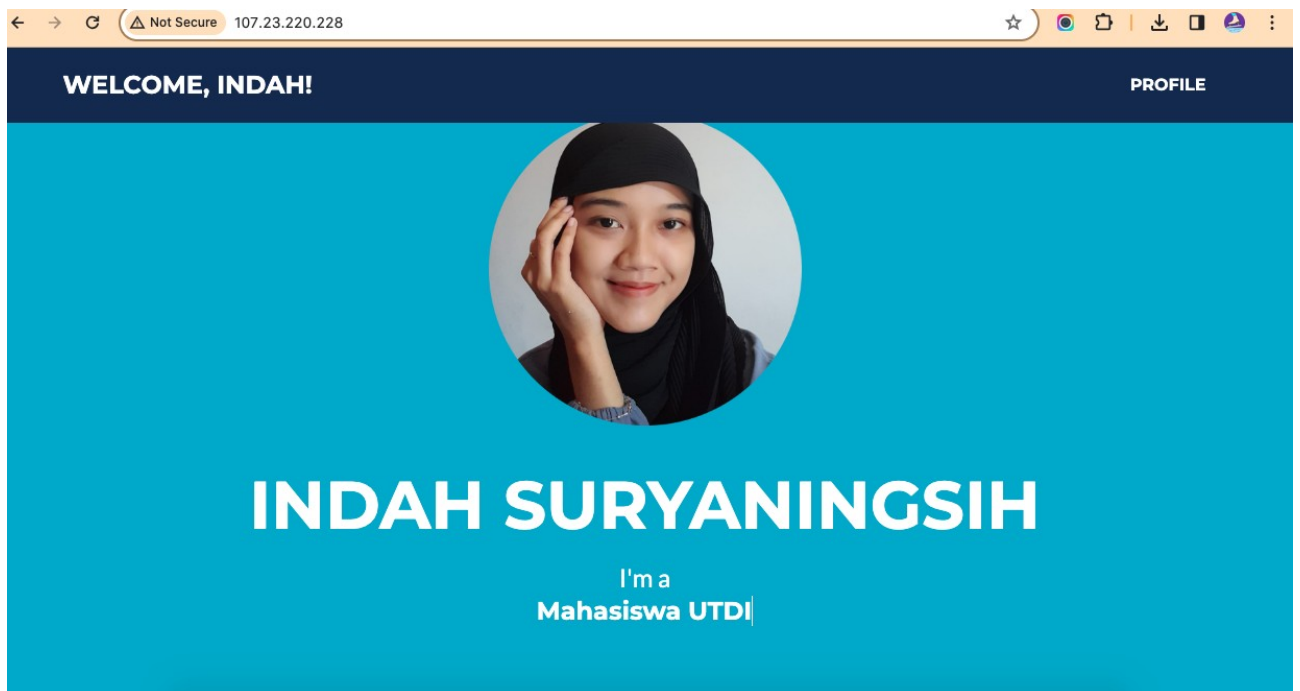 Not Secure 107.23.220.228
WELCOME, INDAH! PROFILE
INDAH SURYANINGSIH
I'm a
Mahasiswa UTDI